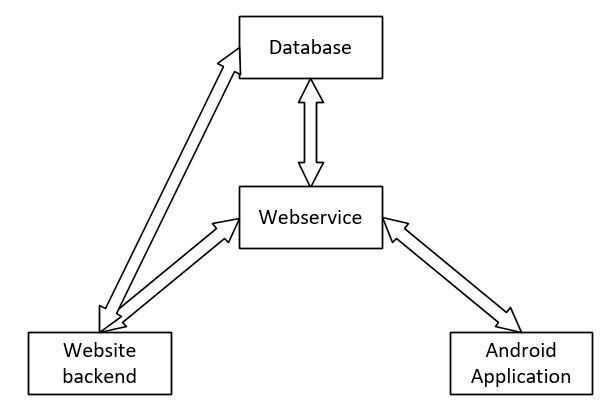 Database
Webservice
Website
backend
Android
Application